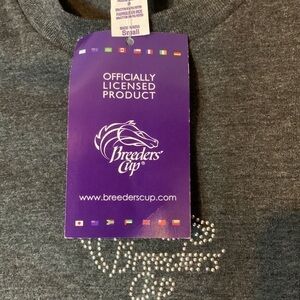 Small
OFFICIALLY
LICENSED
PRODUCT
Breeders'
Cup®
www.breederscup.com